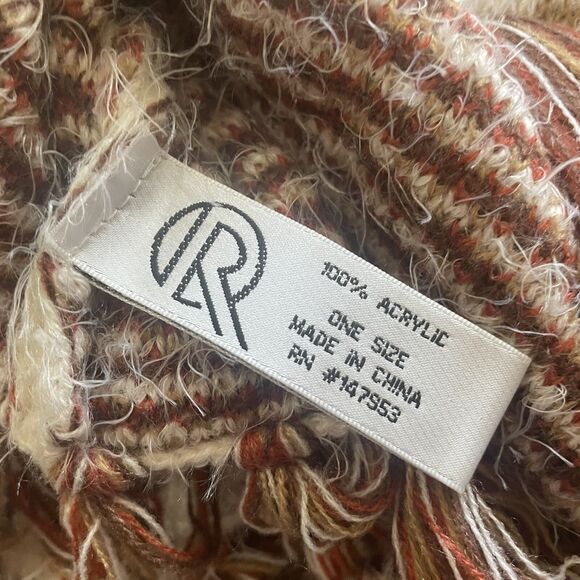 R
100% ACRYLIC
ONE SIZE
MADE IN CHINA
RN #147953